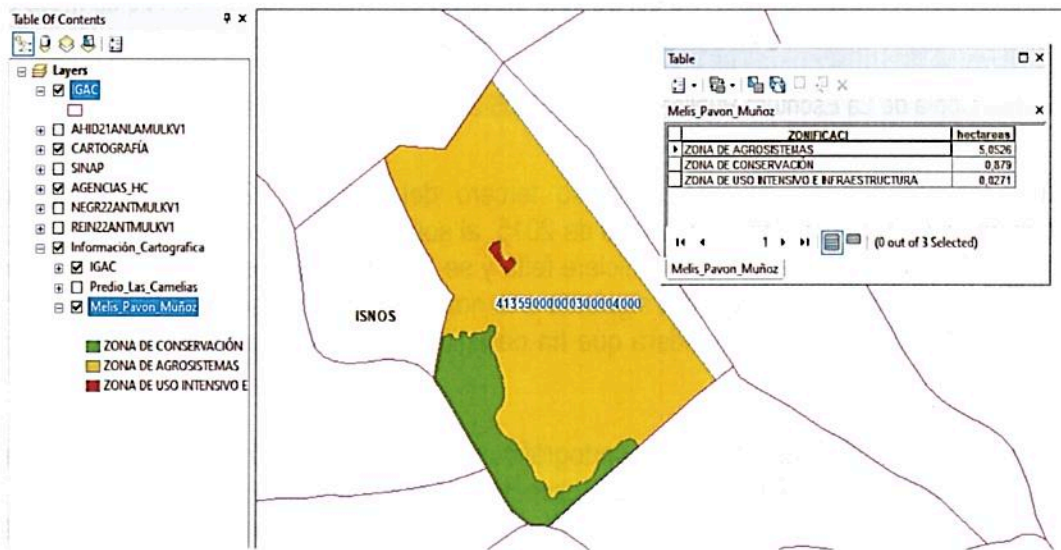 Table Of Contents
Layers
IGAC
AHID21ANLAMULKV1
CARTOGRAFÍA
SINAP
AGENCIAS_HC
NEGR22ANTMULKV1
REIN22ANTMULKV1
Información_Cartografica
IGAC
Predio_Las_Camelias
Melis_Pavon_Muñoz
ZONA DE CONSERVACIÓN
ZONA DE AGROSISTEMAS
ZONA DE USO INTENSIVO E
ISNOS
41359000000300004000
Table
Melis_Pavon_Muñoz
ZONIFICACI hectareas
ZONA DE AGROSISTEMAS 5,0526
ZONA DE CONSERVACIÓN 0,879
ZONA DE USO INTENSIVO E INFRAESTRUCTURA 0,0271
1 (0 out of 3 Selected)
Melis_Pavon_Muñoz